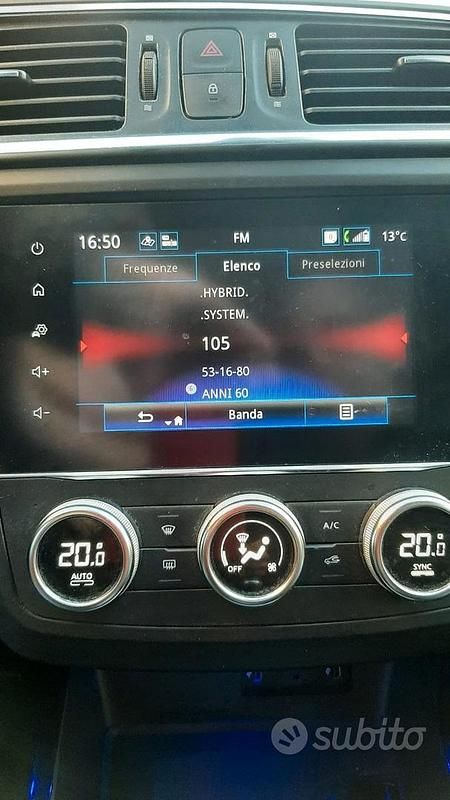 16:50 FM 13°C
Frequenze Elenco Preselezioni
.HYBRID.
.SYSTEM.
105
53-16-80
ANNI 60
Banda
20.0 AUTO
OFF
A/C
20.0 SYNC
subito